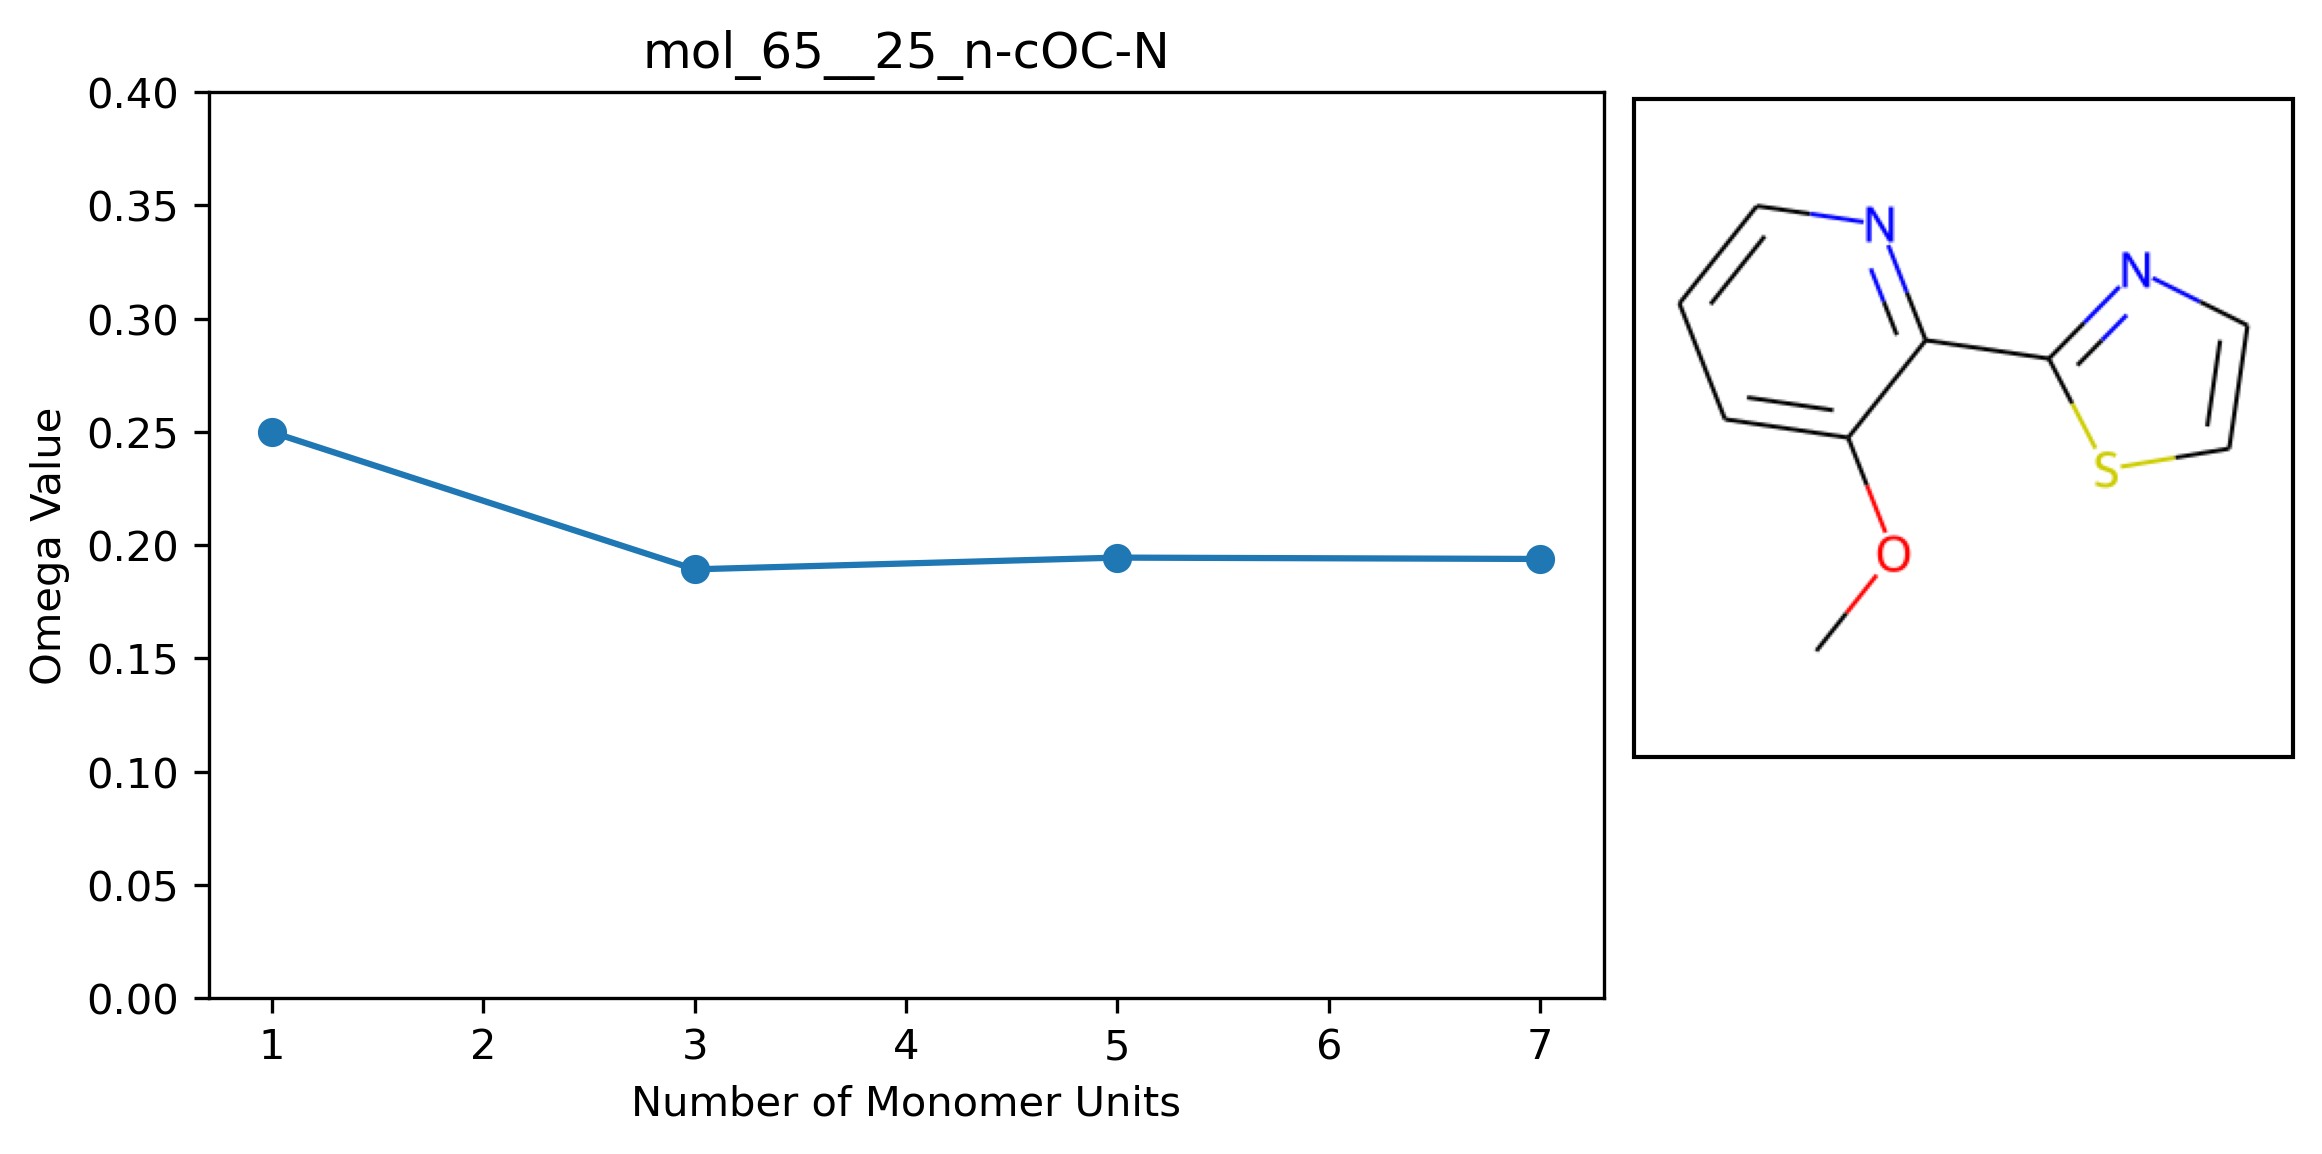 mol_65__25_n-cOC-N
0.40
0.35
0.30
0.25
0.20
0.15
0.10
0.05
0.00
Omega Value
1 2 3 4 5 6 7
Number of Monomer Units
N
N
S
O